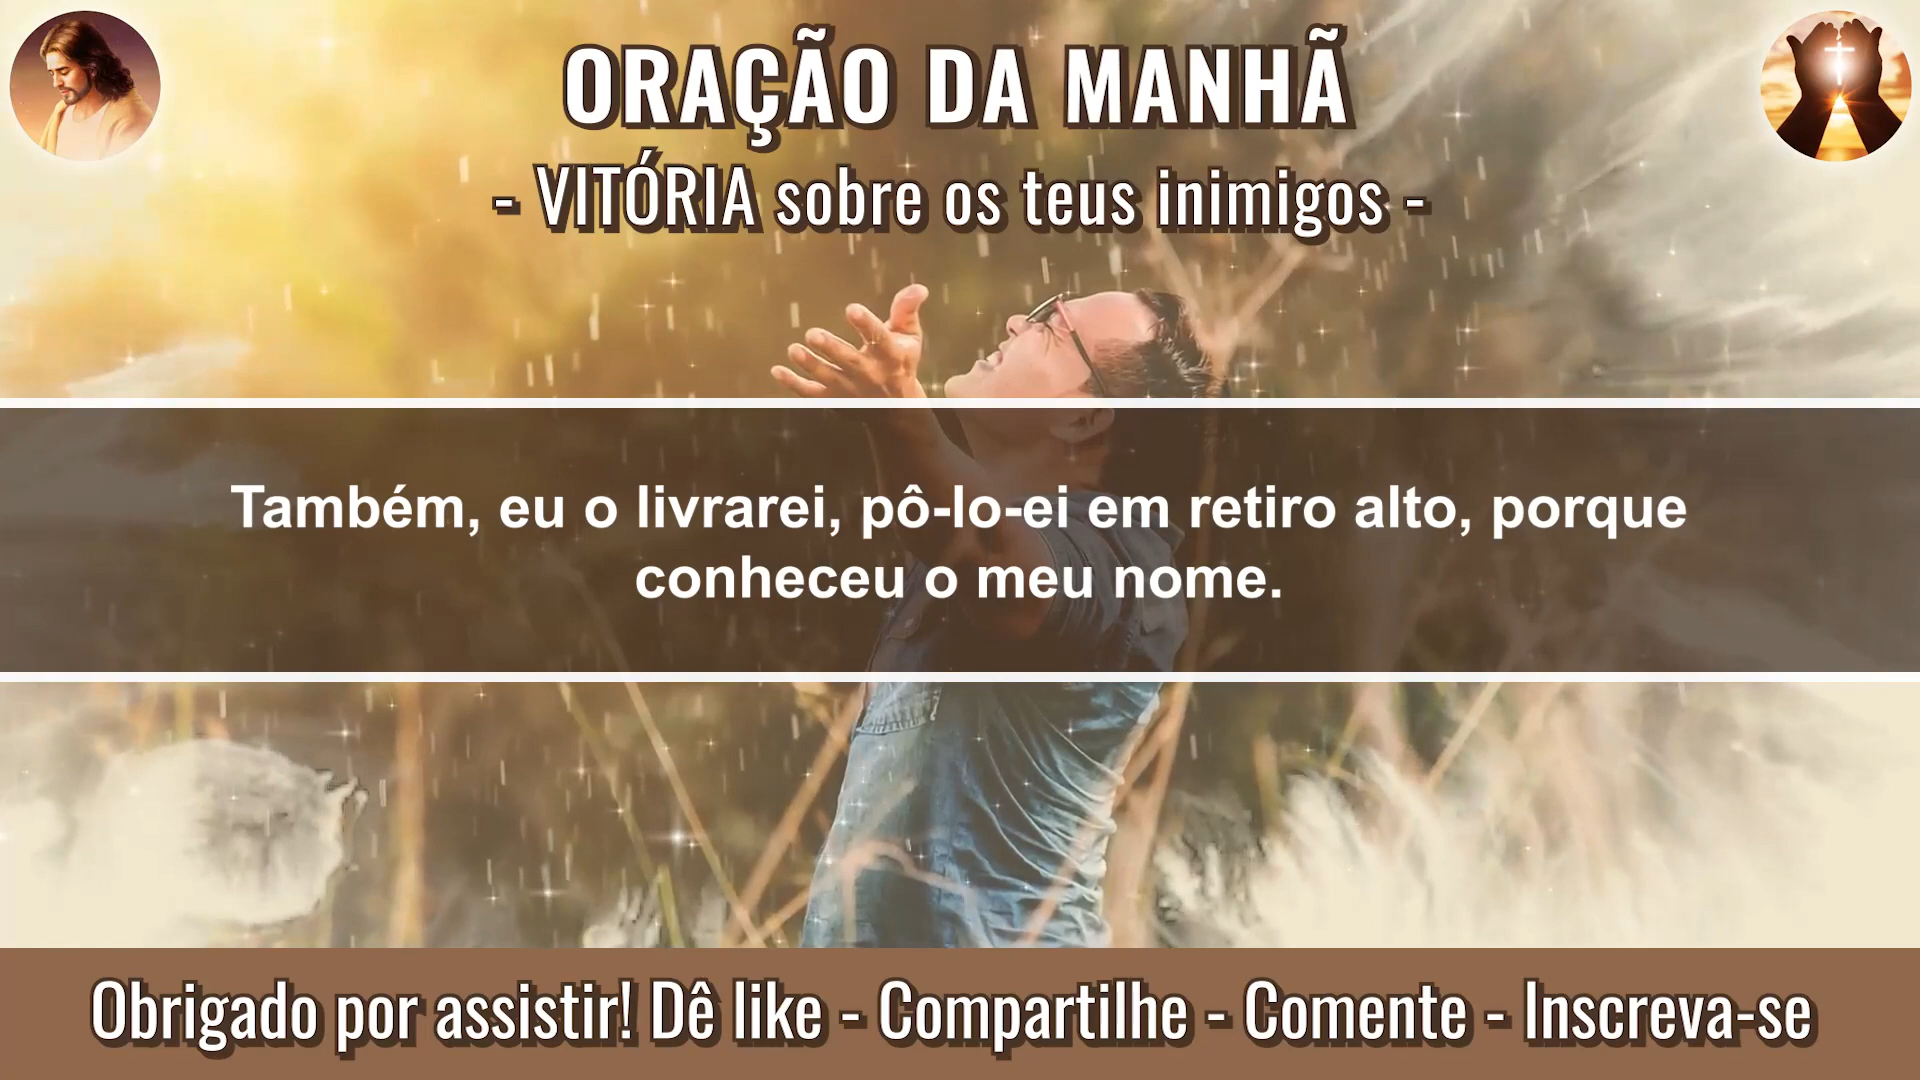 ORAÇÃO DA MANHÃ
- VITÓRIA sobre os teus inimigos -
Também, eu o livrarei, pô-lo-ei em retiro alto, porque
conheceu o meu nome.
Obrigado por assistir! Dê like - Compartilhe - Comente - Inscreva-se